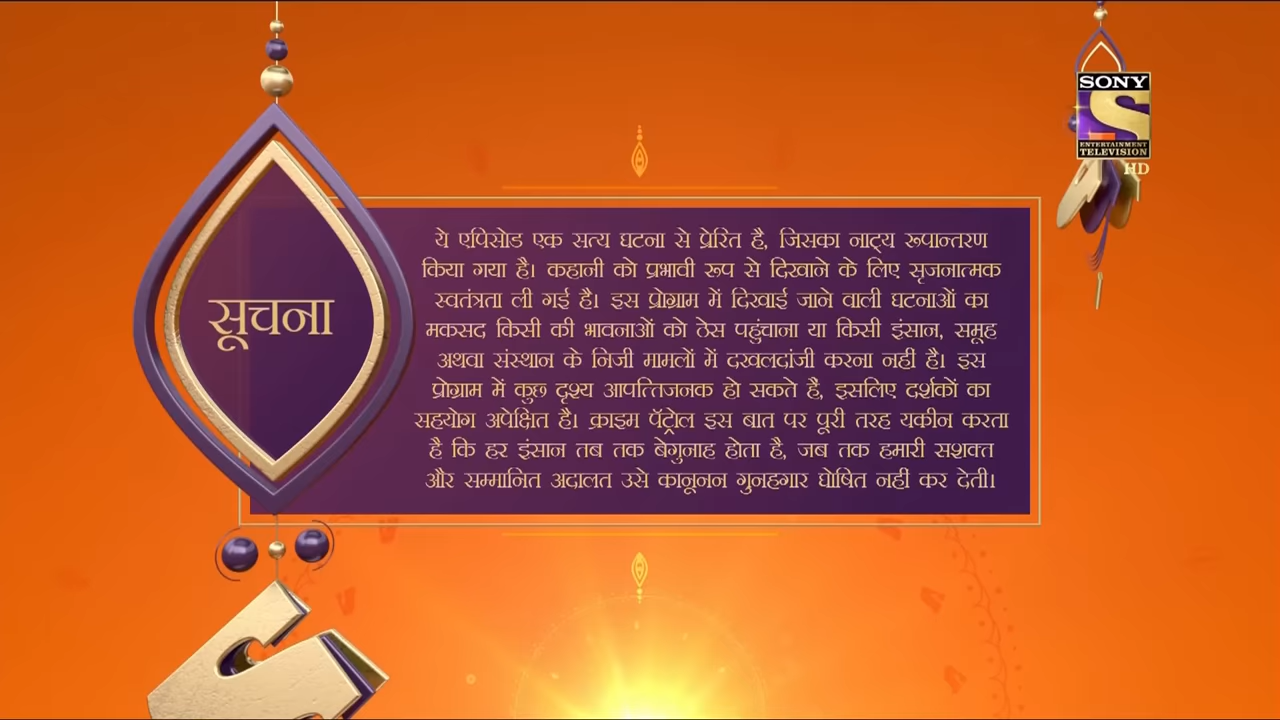 सूचना
ये एपिसोड एक सत्य घटना से प्रेरित है, जिसका नाट्य रूपान्तरण
किया गया है। कहानी को प्रभावी रूप से दिखाने के लिए सृजनात्मक
स्वतंत्रता ली गई है। इस प्रोग्राम में दिखाई जाने वाली घटनाओं का
मकसद किसी की भावनाओं को ठेस पहुंचाना या किसी इंसान, समूह
अथवा संस्थान के निजी मामलों में दखलदांजी करना नहीं है। इस
प्रोग्राम में कुछ दृश्य आपत्तिजनक हो सकते हैं, इसलिए दर्शकों का
सहयोग अपेक्षित है। क्राइम पॅट्रोल इस बात पर पूरी तरह यकीन करता
है कि हर इंसान तब तक बेगुनाह होता है, जब तक हमारी सशक्त
और सम्मानित अदालत उसे कानूनन गुनहगार घोषित नहीं कर देती।
SONY
ENTERTAINMENT
TELEVISION
HD